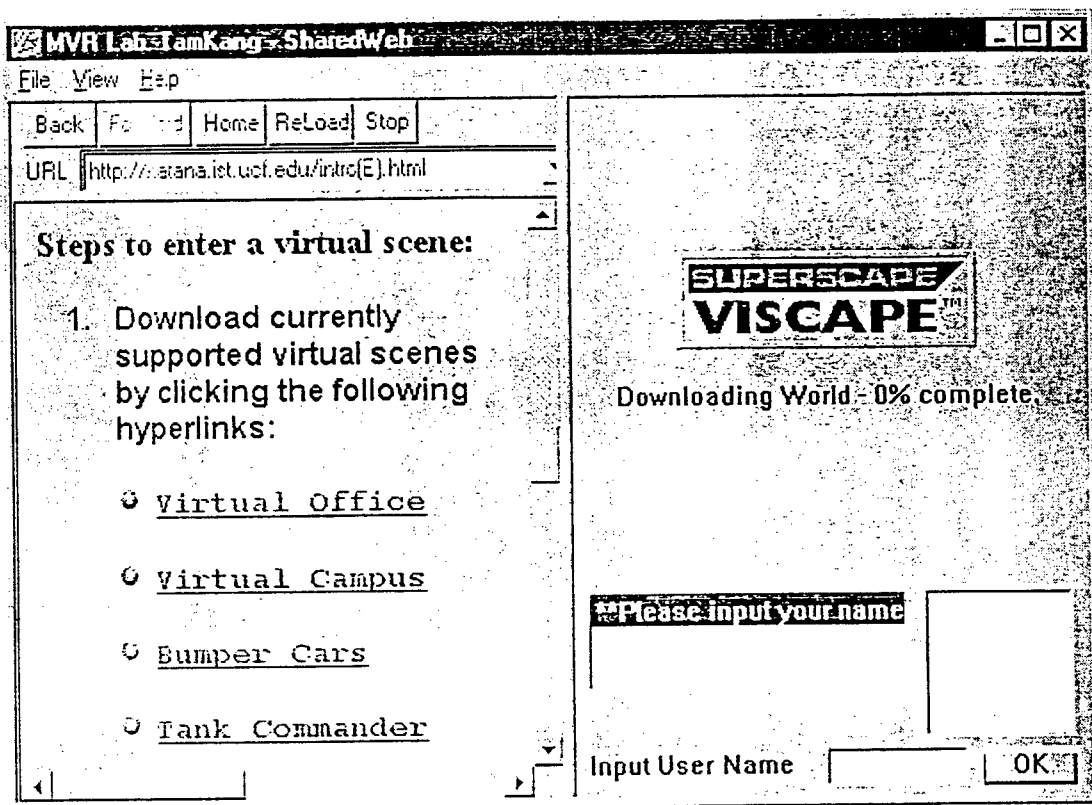 MVR Lab-TamKang - SharedWeb
File View Help
Back Home ReLoad Stop
URL
Steps to enter a virtual scene:
1. Download currently
supported virtual scenes
by clicking the following
hyperlinks:
Virtual Office
Virtual Campus
Bumper Cars
Tank Commander
SUPERSCAPE
VISCAPE™
Downloading World - 0% complete.
**Please input your name
Input User Name OK